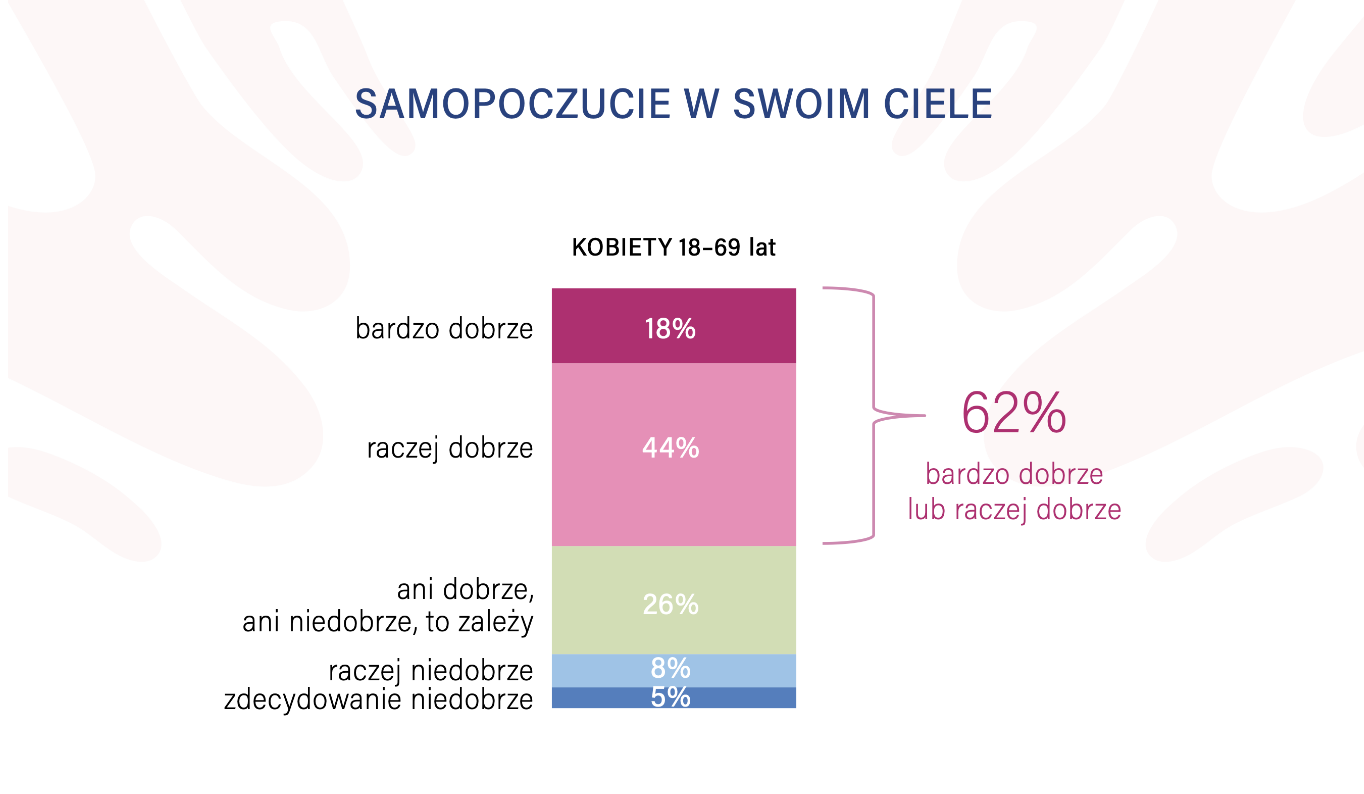 SAMOPOCZUCIE W SWOIM CIELE
KOBIETY 18–69 lat
bardzo dobrze
18%
raczej dobrze
44%
62%
bardzo dobrze
lub raczej dobrze
ani dobrze,
ani niedobrze, to zależy
26%
raczej niedobrze
8%
zdecydowanie niedobrze
5%